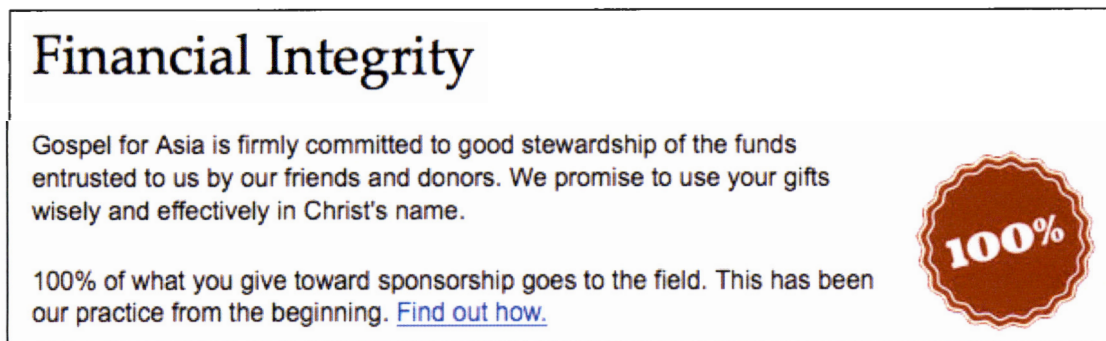 Financial Integrity
Gospel for Asia is firmly committed to good stewardship of the funds
entrusted to us by our friends and donors. We promise to use your gifts
wisely and effectively in Christ's name.
100%
100% of what you give toward sponsorship goes to the field. This has been
our practice from the beginning. Find out how.